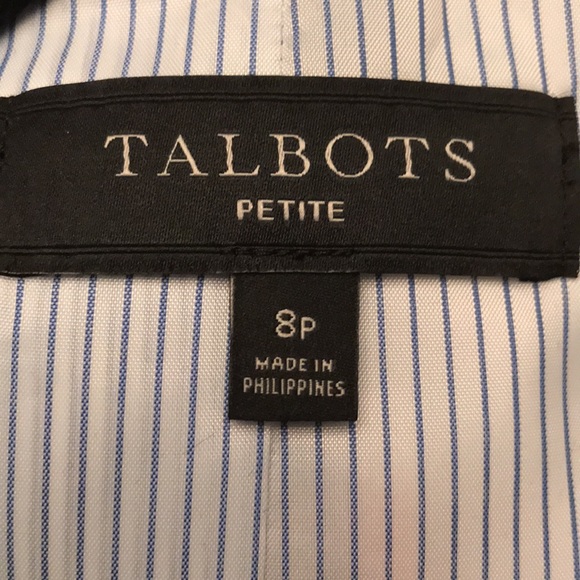 TALBOTS
PETITE
8P
MADE IN
PHILIPPINES